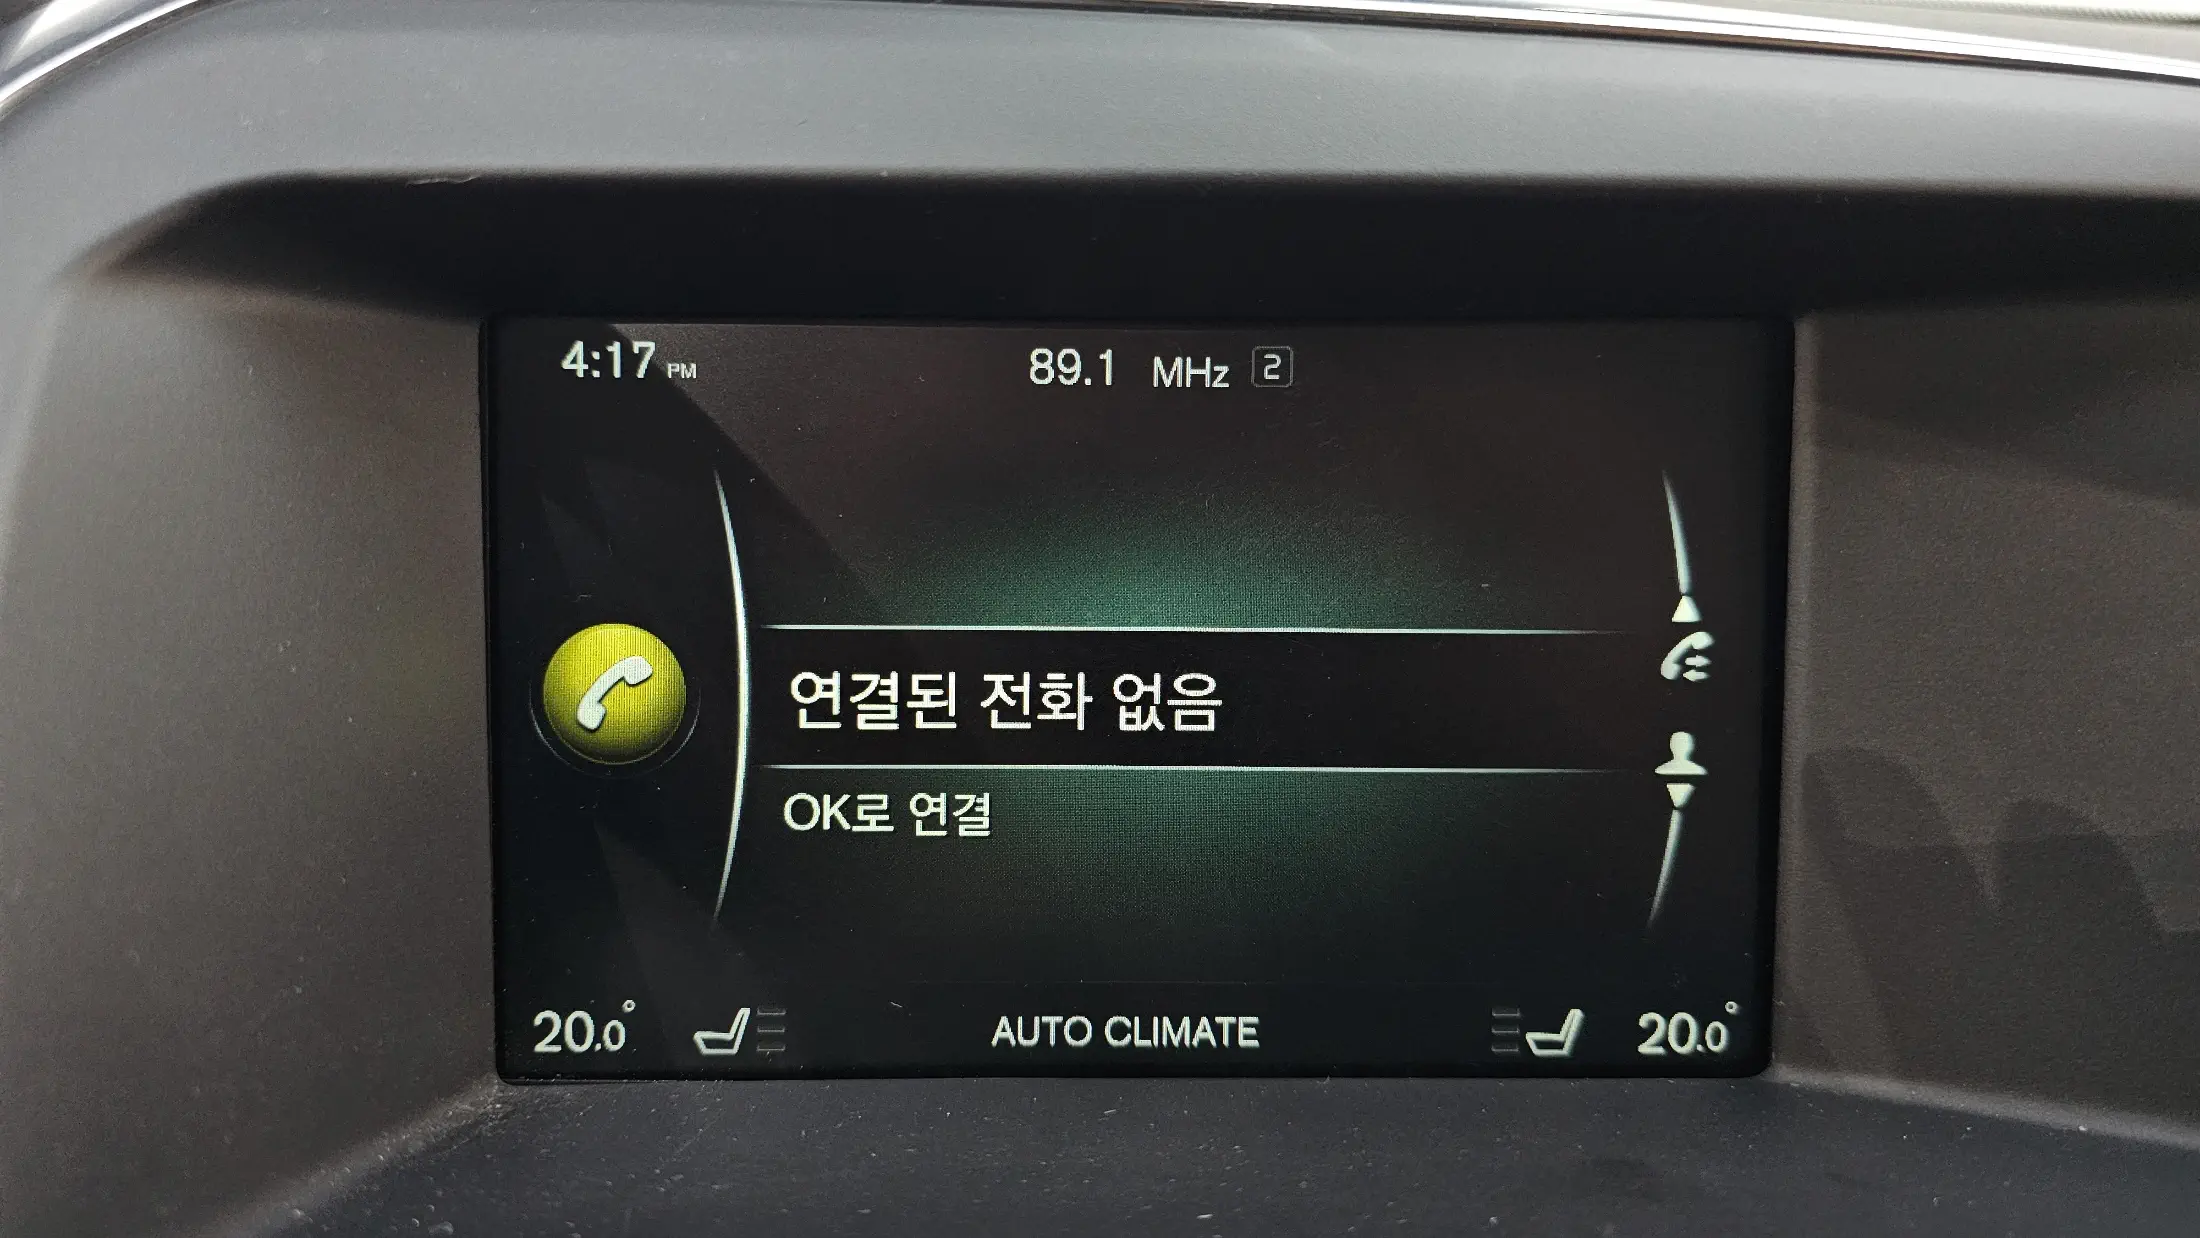 4:17 PM
89.1 MHz 2
연결된 전화 없음
OK로 연결
20.0° AUTO CLIMATE 20.0°